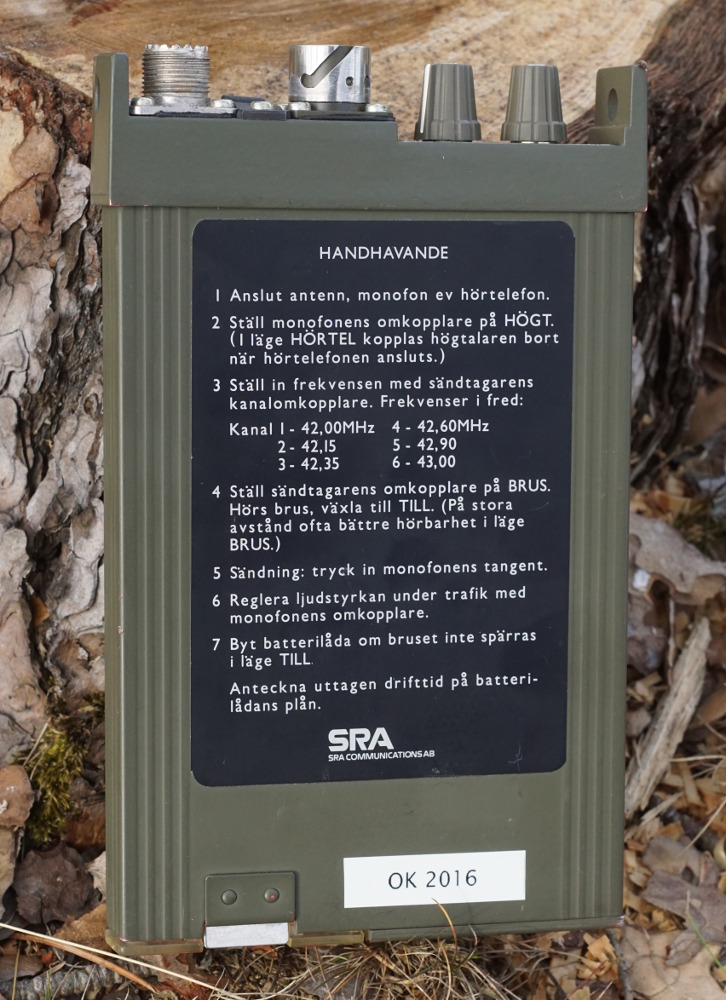 HANDHAVANDE
1 Anslut antenn, monofon ev hörtelefon.
2 Ställ monofonens omkopplare på HÖGT.
(I läge HÖRTEL kopplas högtalaren bort
när hörtelefonen ansluts.)
3 Ställ in frekvensen med sändtagarens
kanalomkopplare. Frekvenser i fred:
Kanal 1 - 42,00MHz 4 - 42,60MHz
2 - 42,15 5 - 42,90
3 - 42,35 6 - 43,00
4 Ställ sändtagarens omkopplare på BRUS.
Hörs brus, växla till TILL. (På stora
avstånd ofta bättre hörbarhet i läge
BRUS.)
5 Sändning: tryck in monofonens tangent.
6 Reglera ljudstyrkan under trafik med
monofonens omkopplare.
7 Byt batterilåda om bruset inte spärras
i läge TILL.
Anteckna uttagen drifttid på batteri-
lådans plån.
SRA
SRA COMMUNICATIONS AB
OK 2016